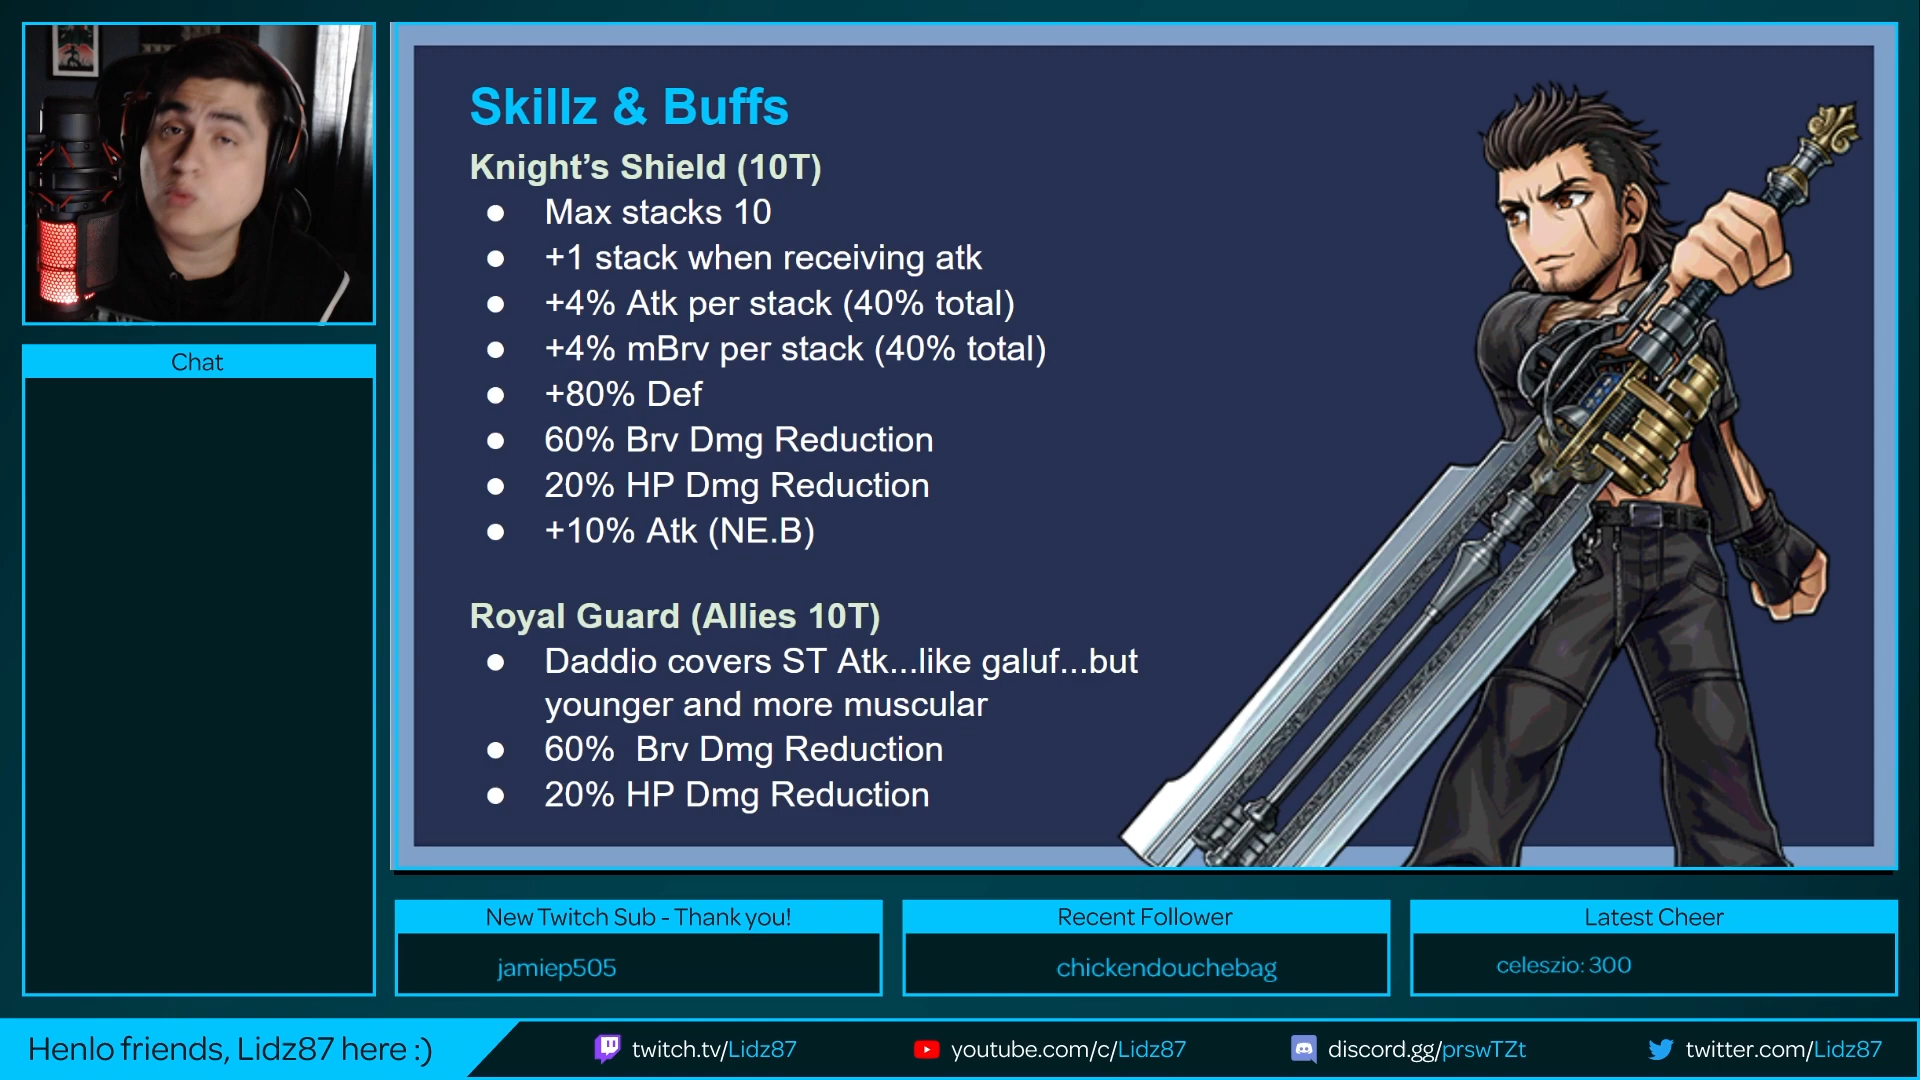 Skillz & Buffs
Knight’s Shield (10T)
● Max stacks 10
● +1 stack when receiving atk
● +4% Atk per stack (40% total)
● +4% mBrv per stack (40% total)
● +80% Def
● 60% Brv Dmg Reduction
● 20% HP Dmg Reduction
● +10% Atk (NE.B)
Royal Guard (Allies 10T)
● Daddio covers ST Atk...like galuf...but
younger and more muscular
● 60% Brv Dmg Reduction
● 20% HP Dmg Reduction
Chat
New Twitch Sub - Thank you!
jamiep505
Recent Follower
chickendouchebag
Latest Cheer
celeszio: 300
Henlo friends, Lidz87 here :)
twitch.tv/Lidz87
youtube.com/c/Lidz87
discord.gg/prswTZt
twitter.com/Lidz87